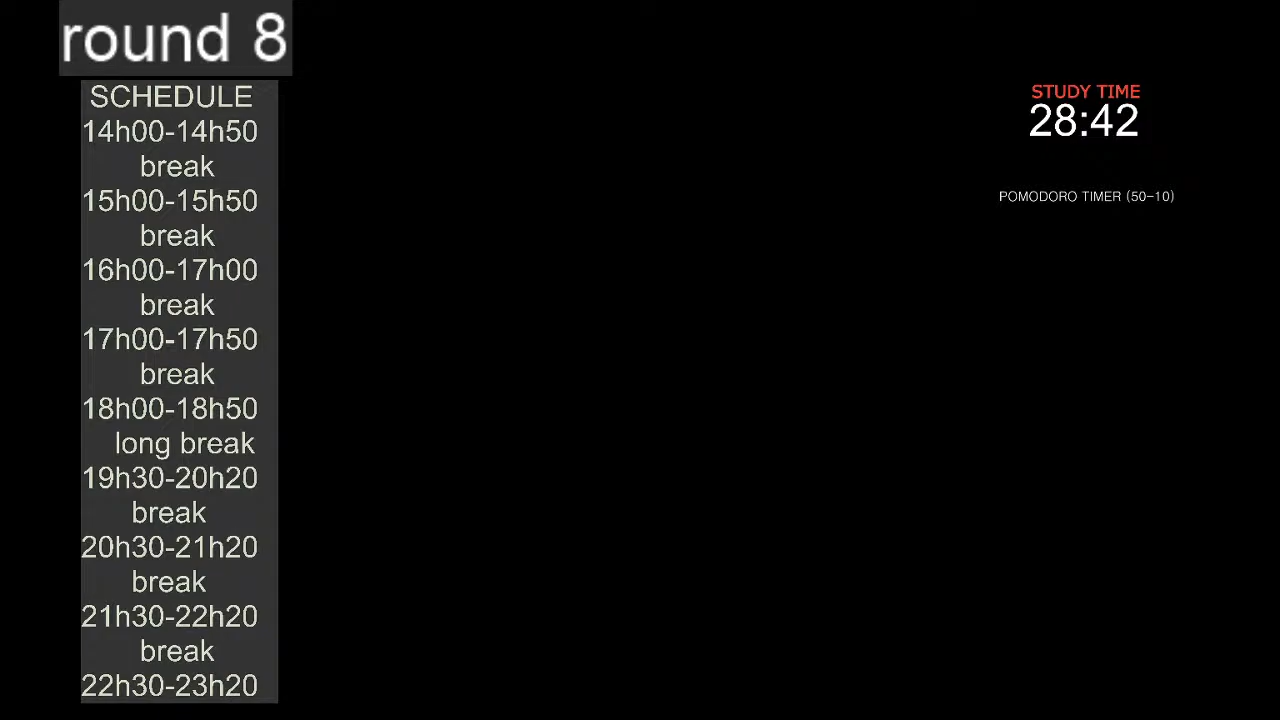 round 8
SCHEDULE
14h00-14h50
break
15h00-15h50
break
16h00-17h00
break
17h00-17h50
break
18h00-18h50
long break
19h30-20h20
break
20h30-21h20
break
21h30-22h20
break
22h30-23h20
STUDY TIME
28:42
POMODORO TIMER (50-10)